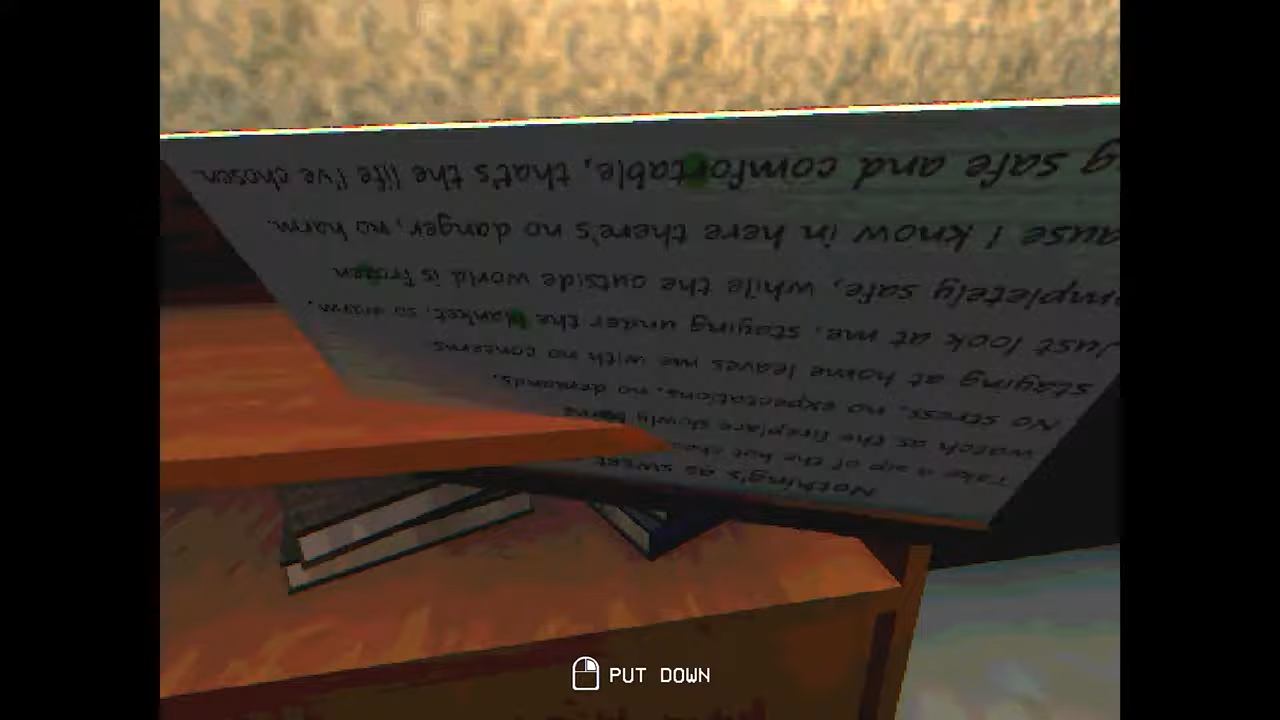 Nothing's as sweet
Take a sip of the hot
watch as the fireplace slowly burns
No stress, no expectations, no demands.
staying at home leaves me with no concerns
Just look at me, staying under the blanket, so warm,
mpletely safe, while the outside world is frozen
ause I know in here there's no danger, no harm.
g safe and comfortable, that's the life I've chosen.
PUT DOWN